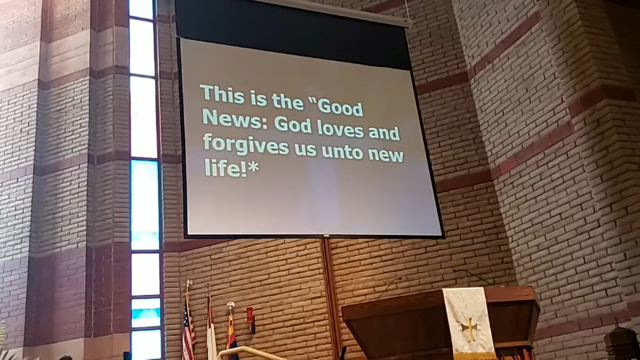 This is the “Good
News: God loves and
forgives us unto new
life!*